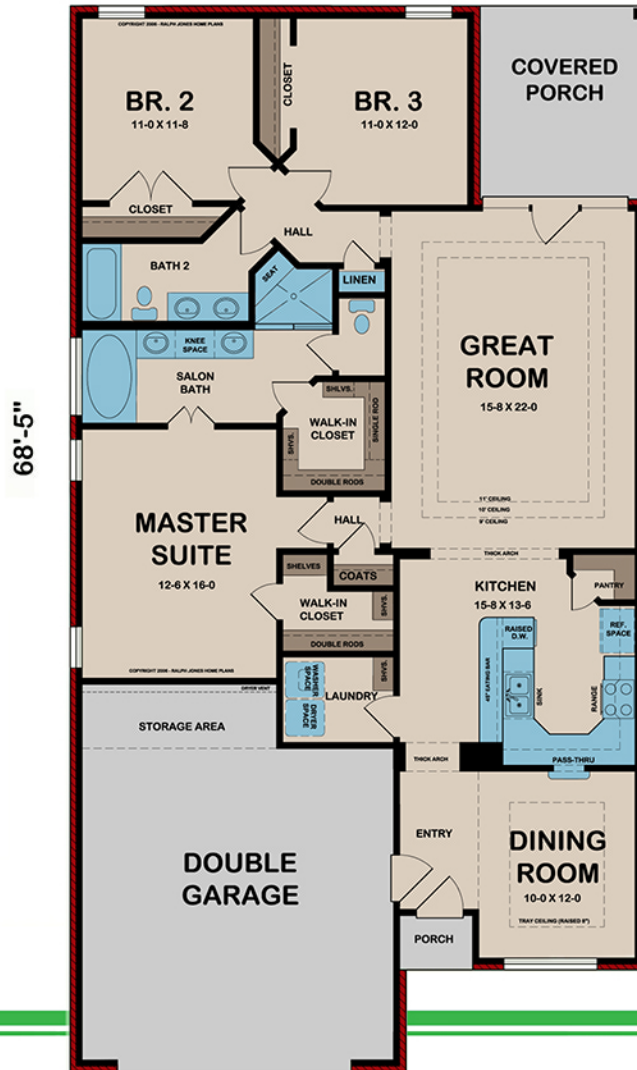 COPYRIGHT 2006 - RALPH JONES HOME PLANS
BR. 2
11-0 X 11-8
CLOSET
BR. 3
11-0 X 12-0
COVERED
PORCH
CLOSET
HALL
BATH 2
SEAT
LINEN
KNEE
SPACE
SALON
BATH
SHLVS.
WALK-IN
CLOSET
SINGLE ROD
SHVS.
DOUBLE RODS
GREAT
ROOM
15-8 X 22-0
11' CEILING
10' CEILING
9' CEILING
68'-5"
MASTER
SUITE
12-6 X 16-0
HALL
COATS
SHELVES
WALK-IN
CLOSET
SHVS.
DOUBLE RODS
THICK ARCH
KITCHEN
15-8 X 13-6
PANTRY
RAISED
D.W.
REF.
SPACE
42" EATING BAR
SINK
RANGE
PASS-THRU
COPYRIGHT 2006 - RALPH JONES HOME PLANS
DRYER VENT
WASHER
SPACE
DRYER
SPACE
LAUNDRY
SHVS.
STORAGE AREA
THICK ARCH
ENTRY
DINING
ROOM
10-0 X 12-0
TRAY CEILING (RAISED 8")
DOUBLE
GARAGE
PORCH